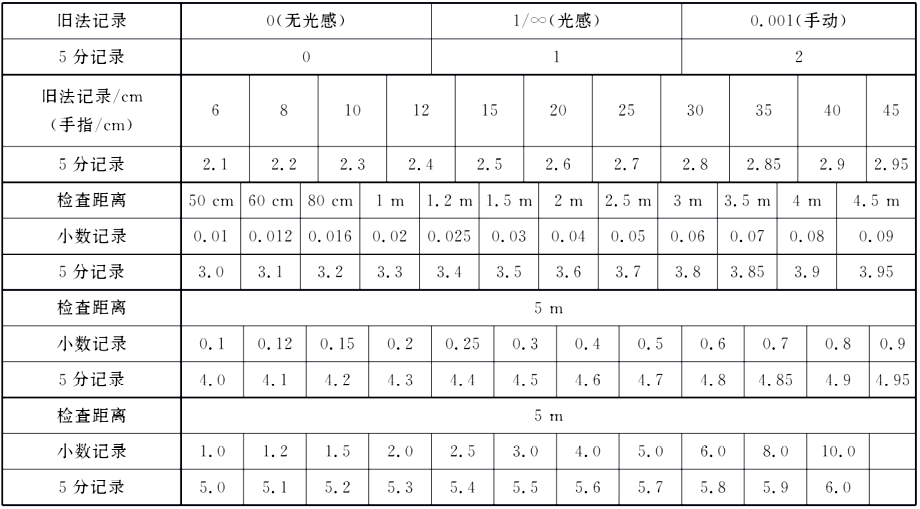 旧法记录 0(无光感) 1/∞(光感) 0.001(手动)
5分记录 0 1 2
旧法记录/cm
(手指/cm) 6 8 10 12 15 20 25 30 35 40 45
5分记录 2.1 2.2 2.3 2.4 2.5 2.6 2.7 2.8 2.85 2.9 2.95
检查距离 50 cm 60 cm 80 cm 1 m 1.2 m 1.5 m 2 m 2.5 m 3 m 3.5 m 4 m 4.5 m
小数记录 0.01 0.012 0.016 0.02 0.025 0.03 0.04 0.05 0.06 0.07 0.08 0.09
5分记录 3.0 3.1 3.2 3.3 3.4 3.5 3.6 3.7 3.8 3.85 3.9 3.95
检查距离 5 m
小数记录 0.1 0.12 0.15 0.2 0.25 0.3 0.4 0.5 0.6 0.7 0.8 0.9
5分记录 4.0 4.1 4.2 4.3 4.4 4.5 4.6 4.7 4.8 4.85 4.9 4.95
检查距离 5 m
小数记录 1.0 1.2 1.5 2.0 2.5 3.0 4.0 5.0 6.0 8.0 10.0
5分记录 5.0 5.1 5.2 5.3 5.4 5.5 5.6 5.7 5.8 5.9 6.0